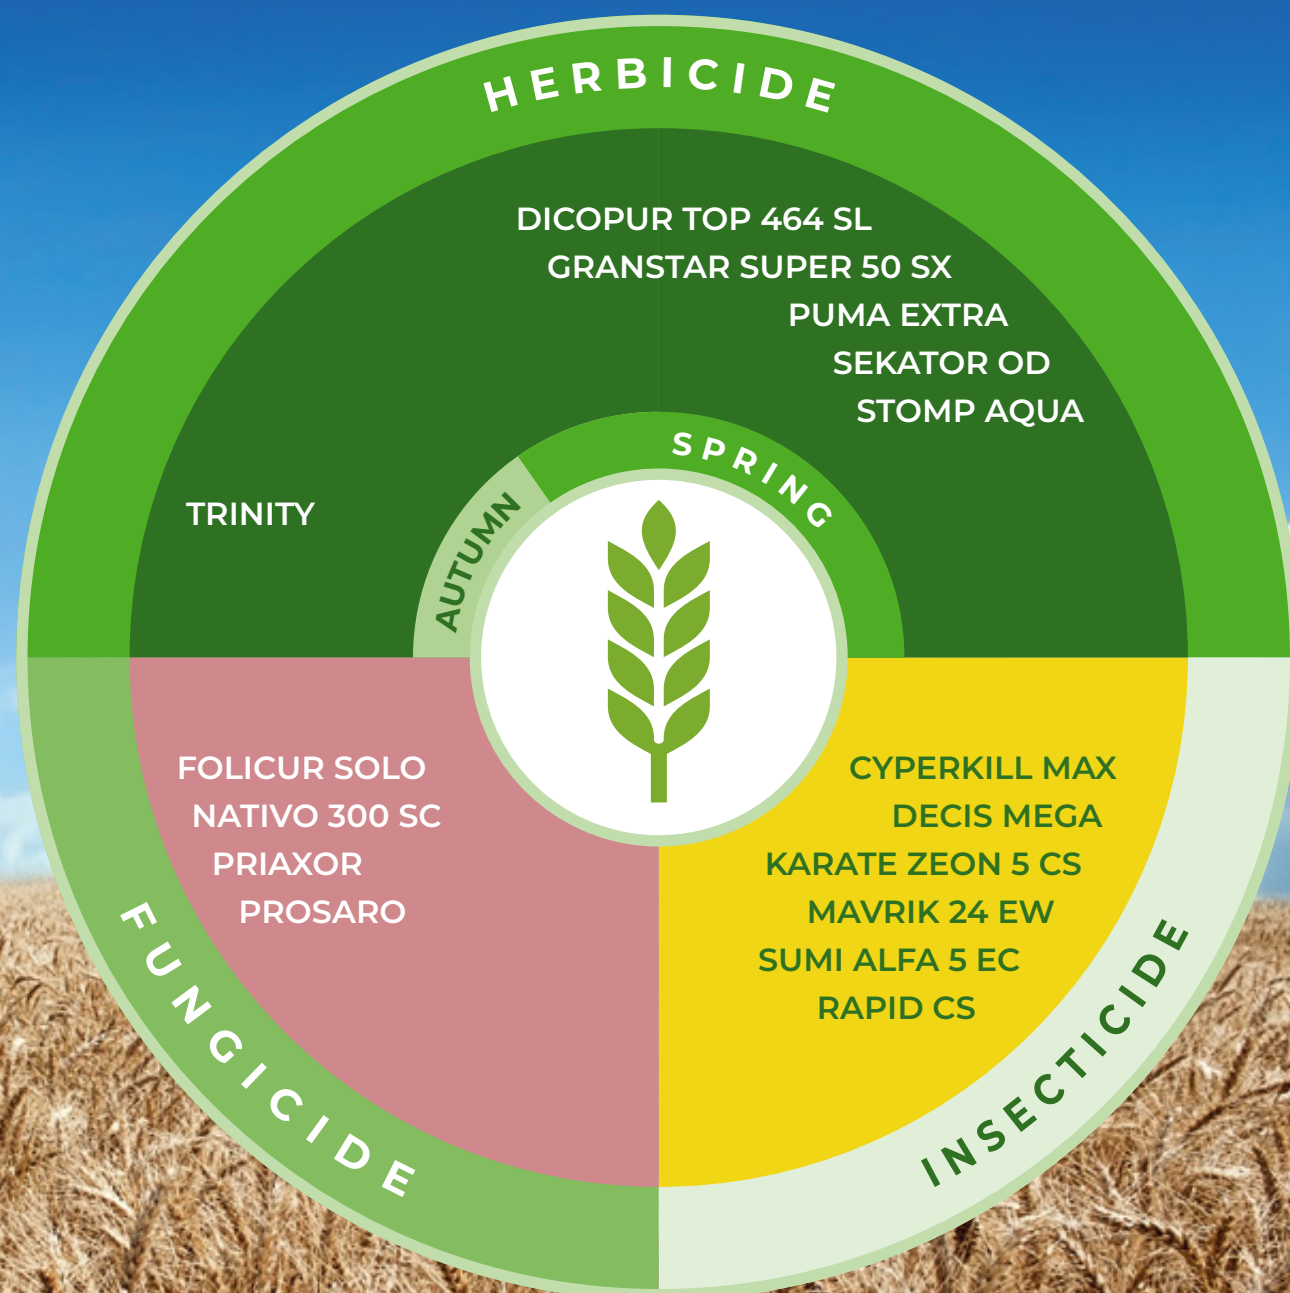 HERBICIDE
DICOPUR TOP 464 SL
GRANSTAR SUPER 50 SX
PUMA EXTRA
SEKATOR OD
STOMP AQUA
SPRING
AUTUMN
TRINITY
FOLICUR SOLO
NATIVO 300 SC
PRIAXOR
PROSARO
FUNGICIDE
CYPERKILL MAX
DECIS MEGA
KARATE ZEON 5 CS
MAVRIK 24 EW
SUMI ALFA 5 EC
RAPID CS
INSECTICIDE